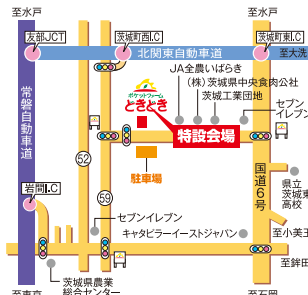 至水戸
至水戸
友部JCT
茨城町西I.C
茨城町東I.C
北関東自動車道
至大洗
JA全農いばらき
(株)茨城県中央食肉公社
茨城工業団地
ポケットファーム
どきどき
セブン
イレブン
特設会場
常磐自動車道
駐車場
52
59
国道6号
岩間I.C
県立
茨城東
高校
セブンイレブン
キャタピラーイーストジャパン
至小美玉
至鉾田
茨城県農業
総合センター
至東京
至石岡